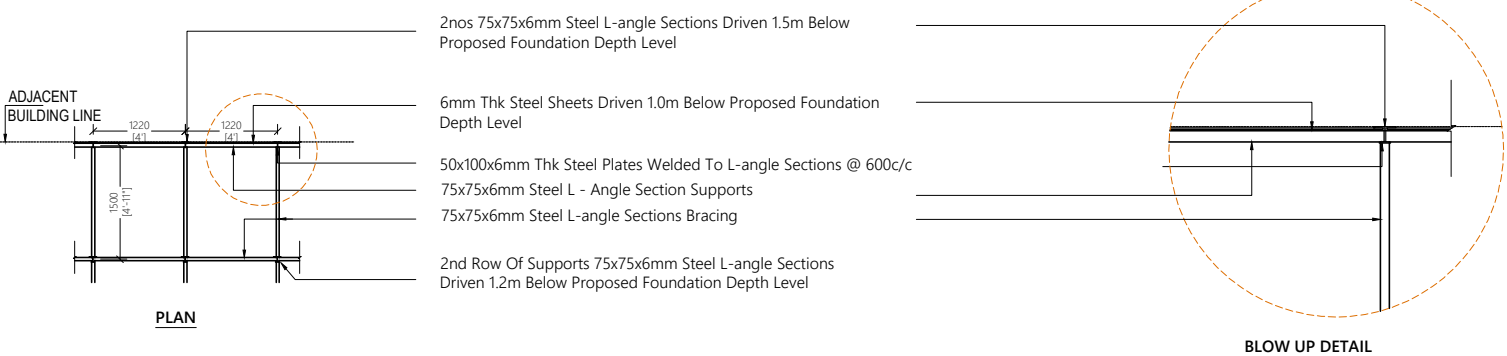 2nos 75x75x6mm Steel L-angle Sections Driven 1.5m Below
Proposed Foundation Depth Level
ADJACENT
BUILDING LINE
1220
[4']
1220
[4']
6mm Thk Steel Sheets Driven 1.0m Below Proposed Foundation
Depth Level
50x100x6mm Thk Steel Plates Welded To L-angle Sections @ 600c/c
75x75x6mm Steel L - Angle Section Supports
1500
[4'-11"]
75x75x6mm Steel L-angle Sections Bracing
2nd Row Of Supports 75x75x6mm Steel L-angle Sections
Driven 1.2m Below Proposed Foundation Depth Level
PLAN
BLOW UP DETAIL